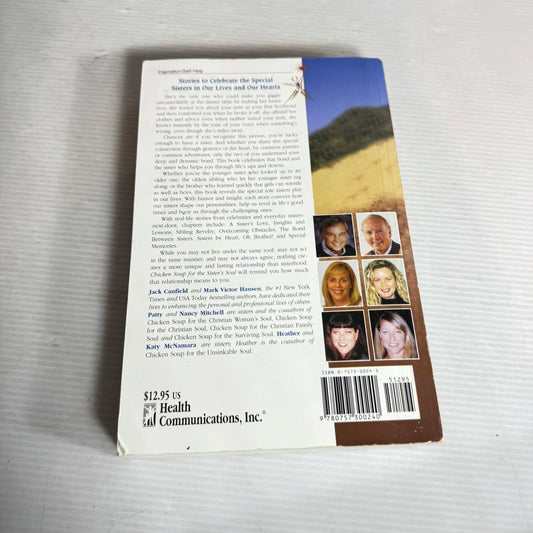 Inspiration/Self-Help
Stories to Celebrate the Special
Sisters in Our Lives and Our Hearts
She's the only one who could make you giggle
uncontrollably at the dinner table by making her funny
face; she teased you about your taste in your first boyfriend
and then comforted you when he broke it off; she offered her
clothes and advice even when neither suited your style; she
knows instantly by the tone of your voice when something's
wrong, even though she's miles away.
Chances are if you recognize this person, you're lucky
enough to have a sister. And whether you share this special
connection through genetics or the heart, by common parents
or common adventures, only the two of you understand your
deep and dynamic bond. This book celebrates that bond and
the sister who helps you through life's ups and downs.
Whether you're the younger sister who looked up to an
older one; the oldest sibling who let her younger sister tag
along; or the brother who learned quickly that girls can wrestle
as well as boys, this book reveals the special role sisters play
in our lives. With humor and insight, each story conveys how
our sisters shape our personalities, help us revel in life's good
times and buoy us through the challenging ones.
With real-life stories from celebrities and everyday sisters-
next-door, chapters include: A Sister's Love, Insights and
Lessons, Sibling Revelry, Overcoming Obstacles, The Bond
Between Sisters, Sisters by Heart, Oh Brother! and Special
Memories.
While you may not live under the same roof, may not act
in the same manner, and may not always agree, nothing cre-
ates a more unique and lasting relationship than sisterhood.
Chicken Soup for the Sister's Soul will remind you how much
that relationship means to you.
Jack Canfield and Mark Victor Hansen, the #1 New York
Times and USA Today bestselling authors, have dedicated their
lives to enhancing the personal and professional lives of others.
Patty and Nancy Mitchell are sisters and the coauthors of
Chicken Soup for the Christian Woman's Soul, Chicken Soup
for the Christian Soul, Chicken Soup for the Christian Family
Soul and Chicken Soup for the Surviving Soul. Heather and
Katy McNamara are sisters; Heather is the coauthor of
Chicken Soup for the Unsinkable Soul.
$12.95 US
Health
Communications, Inc.®
ISBN 0-7573-0024-5
51295
9 780757 300240